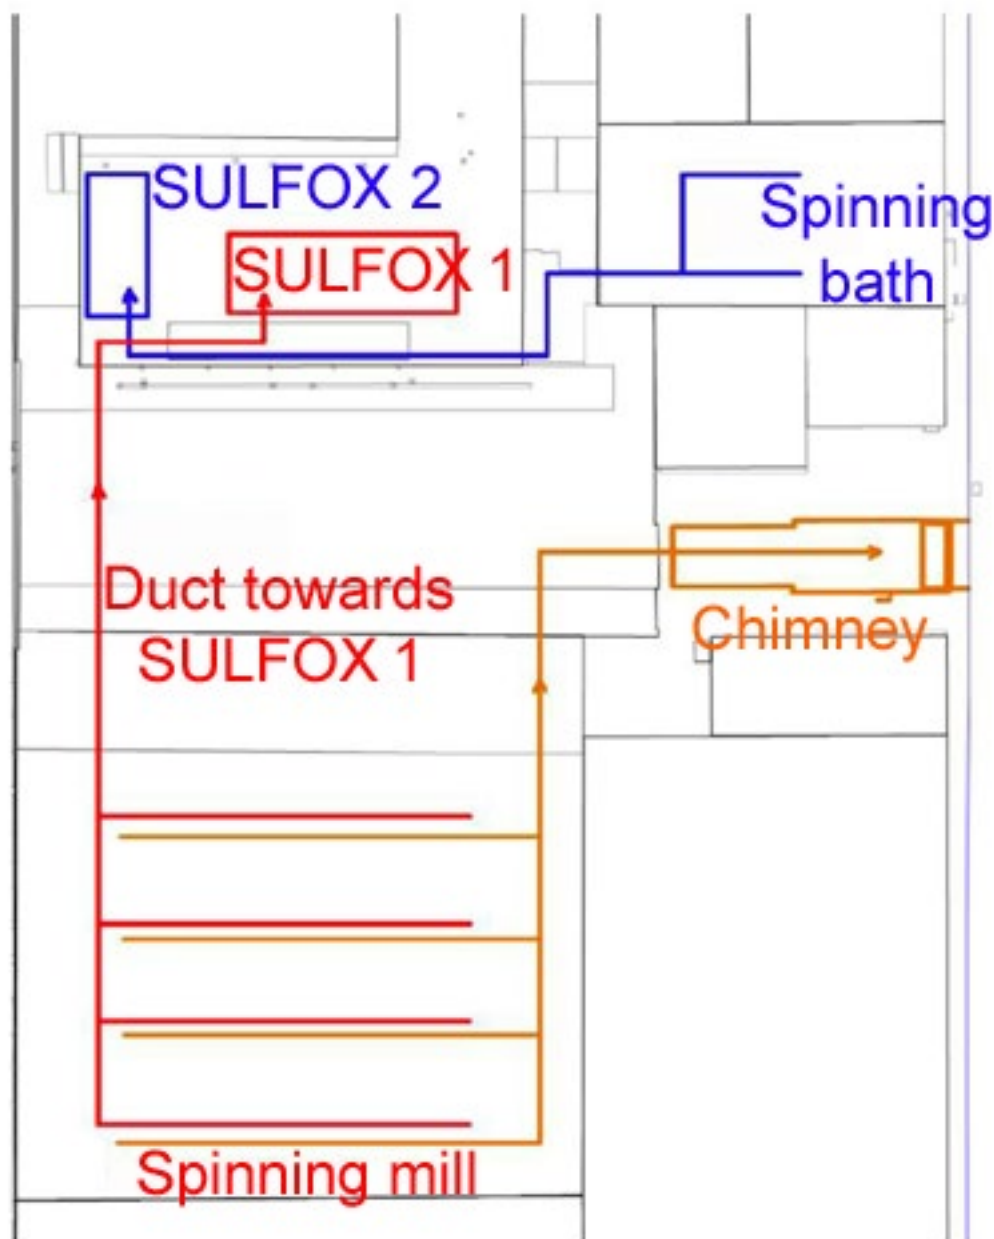 SULFOX 2
SULFOX 1
Spinning
bath
Duct towards
SULFOX 1
Chimney
Spinning mill